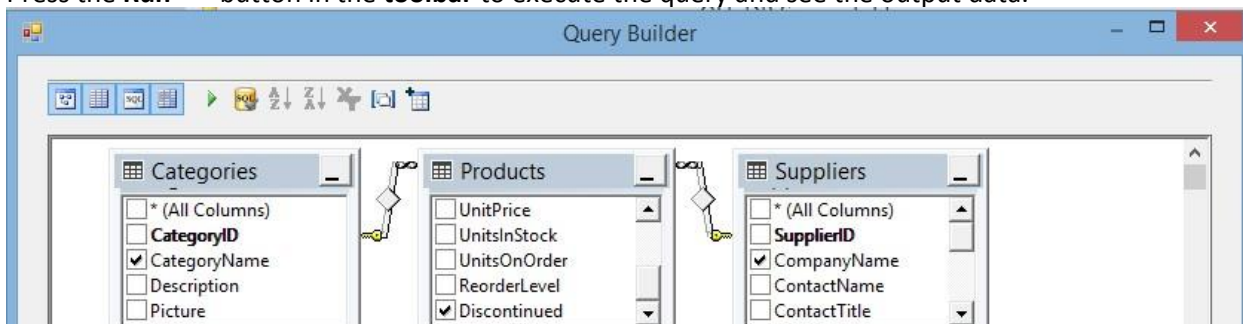 Press the Run button in the toolbar to execute the query and see the output data.
Query Builder
SQL
SQL
A Z
Z A
Categories
* (All Columns)
CategoryID
CategoryName
Description
Picture
Products
UnitPrice
UnitsInStock
UnitsOnOrder
ReorderLevel
Discontinued
Suppliers
* (All Columns)
SupplierID
CompanyName
ContactName
ContactTitle